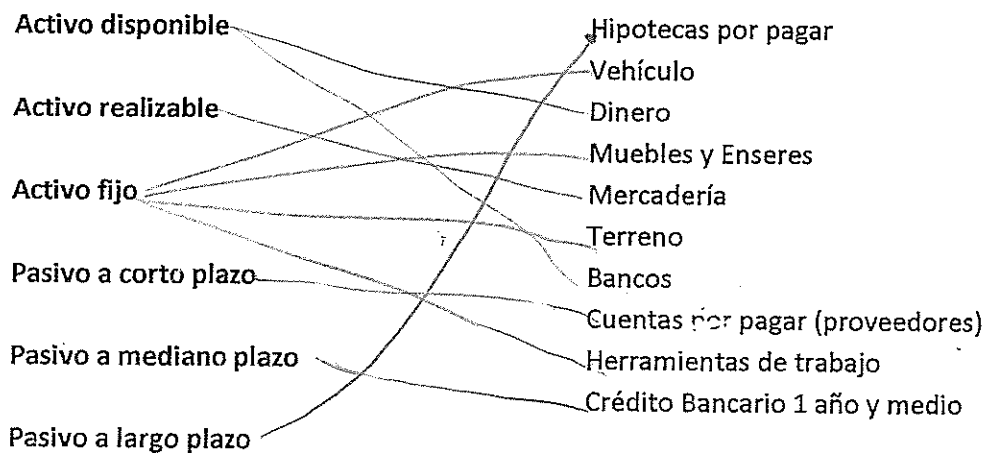 Activo disponible
Activo realizable
Activo fijo
Pasivo a corto plazo
Pasivo a mediano plazo
Pasivo a largo plazo
Hipotecas por pagar
Vehículo
Dinero
Muebles y Enseres
Mercadería
Terreno
Bancos
Cuentas por pagar (proveedores)
Herramientas de trabajo
Crédito Bancario 1 año y medio